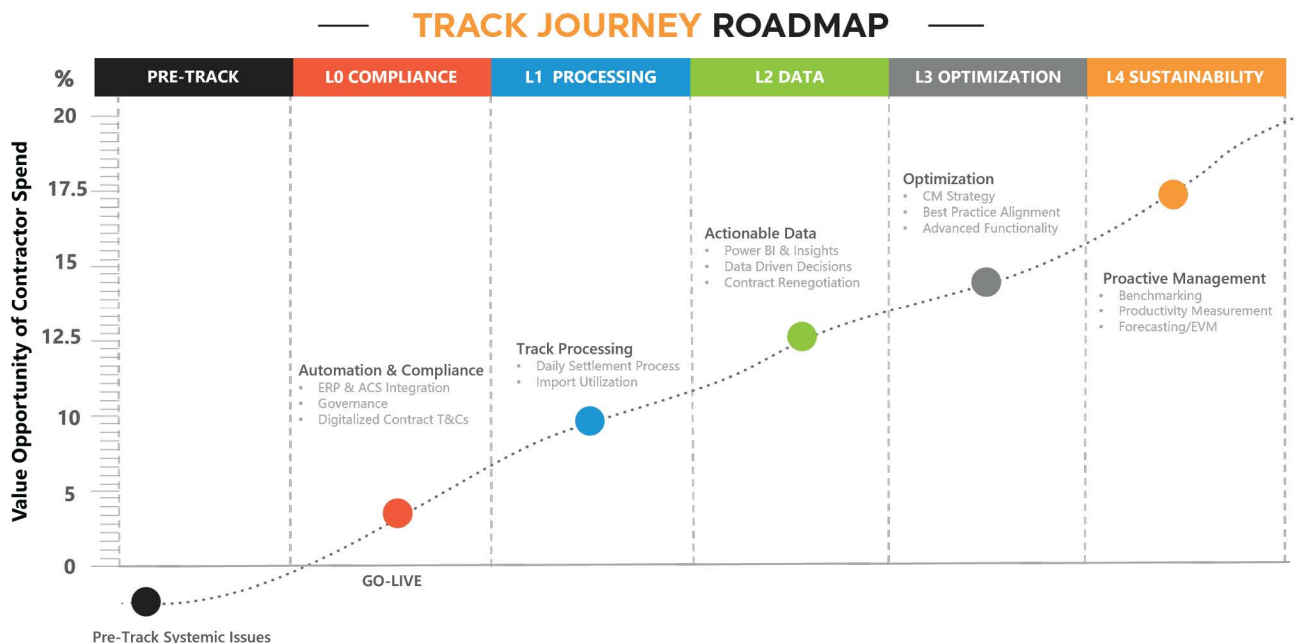 TRACK JOURNEY ROADMAP
%
PRE-TRACK
L0 COMPLIANCE
L1 PROCESSING
L2 DATA
L3 OPTIMIZATION
L4 SUSTAINABILITY
Value Opportunity of Contractor Spend
20
17.5
15
12.5
10
5
0
Pre-Track Systemic Issues
GO-LIVE
Automation & Compliance
• ERP & ACS Integration
• Governance
• Digitalized Contract T&Cs
Track Processing
• Daily Settlement Process
• Import Utilization
Actionable Data
• Power BI & Insights
• Data Driven Decisions
• Contract Renegotiation
Optimization
• CM Strategy
• Best Practice Alignment
• Advanced Functionality
Proactive Management
• Benchmarking
• Productivity Measurement
• Forecasting/EVM